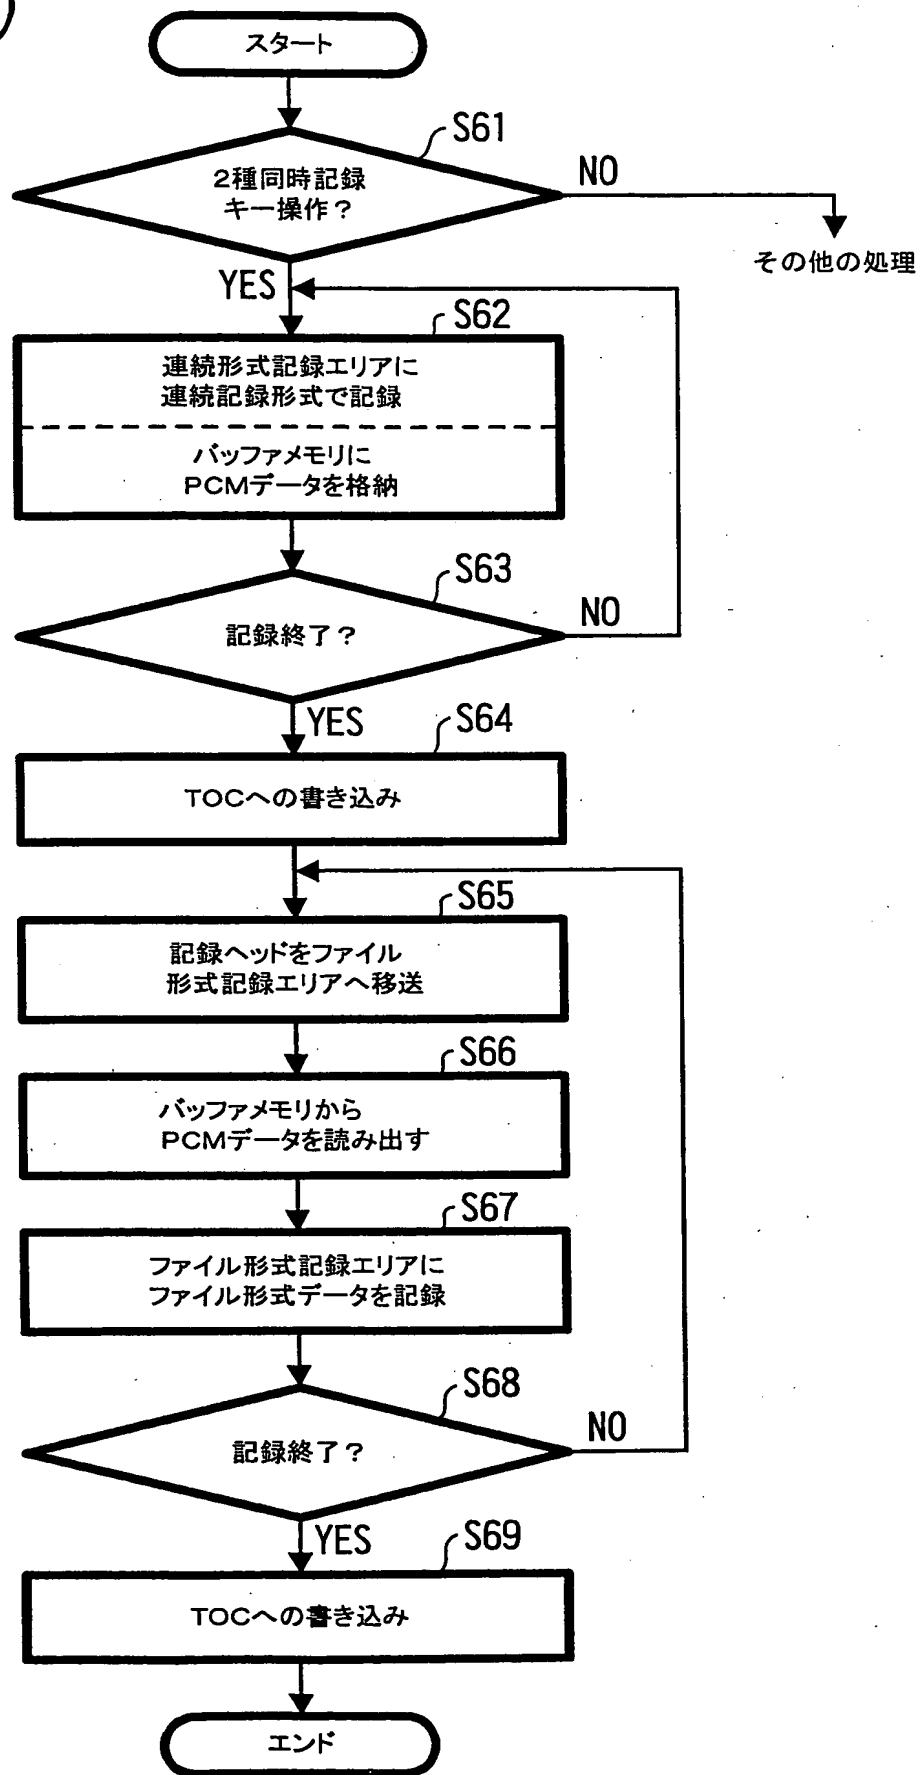 スタート
S61
2種同時記録
キー操作?
NO
その他の処理
YES
S62
連続形式記録エリアに
連続記録形式で記録
バッファメモリに
PCMデータを格納
S63
記録終了?
NO
YES
S64
TOCへの書き込み
S65
記録ヘッドをファイル
形式記録エリアへ移送
S66
バッファメモリから
PCMデータを読み出す
S67
ファイル形式記録エリアに
ファイル形式データを記録
S68
記録終了?
NO
YES
S69
TOCへの書き込み
エンド